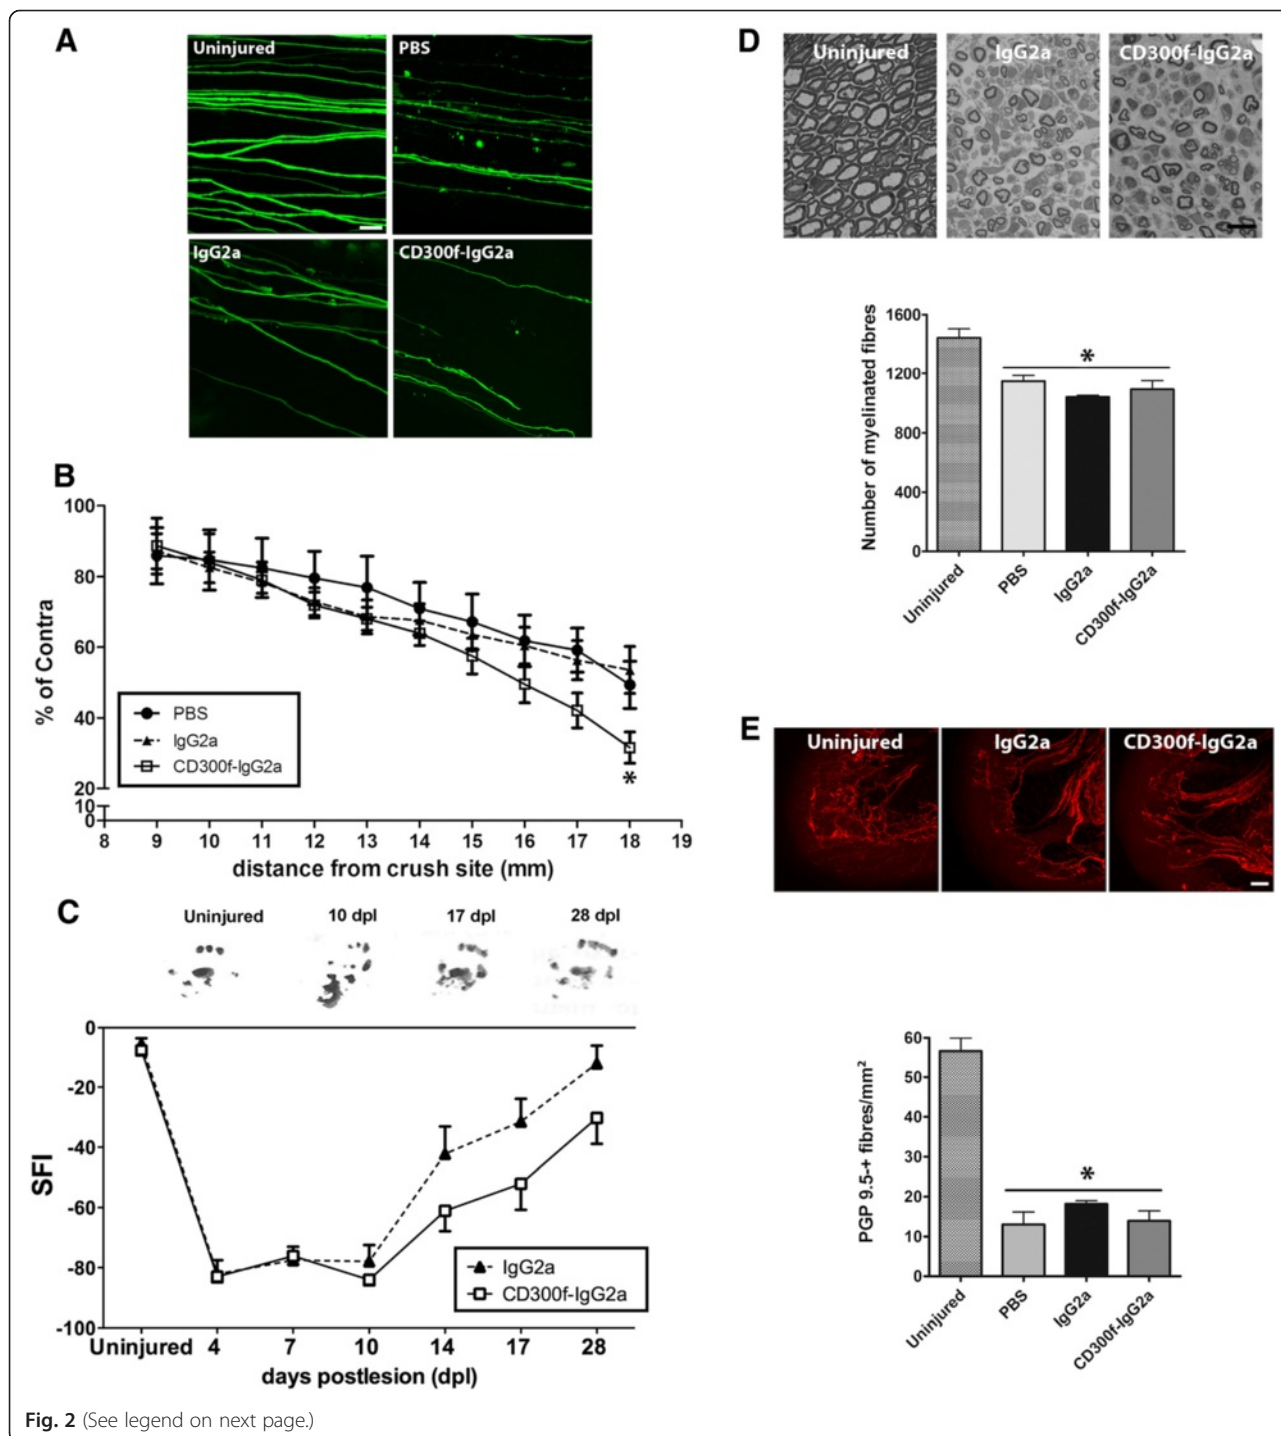 A
Uninjured
PBS
IgG2a
CD300f-IgG2a
B
100
80
60
40
20
10
0
% of Contra
PBS
IgG2a
CD300f-IgG2a
*
8 9 10 11 12 13 14 15 16 17 18 19
distance from crush site (mm)
C
Uninjured 10 dpl 17 dpl 28 dpl
0
-20
-40
-60
-80
-100
SFI
IgG2a
CD300f-IgG2a
Uninjured 4 7 10 14 17 28
days postlesion (dpl)
D
Uninjured
IgG2a
CD300f-IgG2a
1600
1200
800
400
0
Number of myelinated fibres
*
Uninjured
PBS
IgG2a
CD300f-IgG2a
E
Uninjured
IgG2a
CD300f-IgG2a
60
50
40
30
20
10
0
PGP 9.5-+ fibres/mm²
*
Uninjured
PBS
IgG2a
CD300f-IgG2a
Fig. 2 (See legend on next page.)